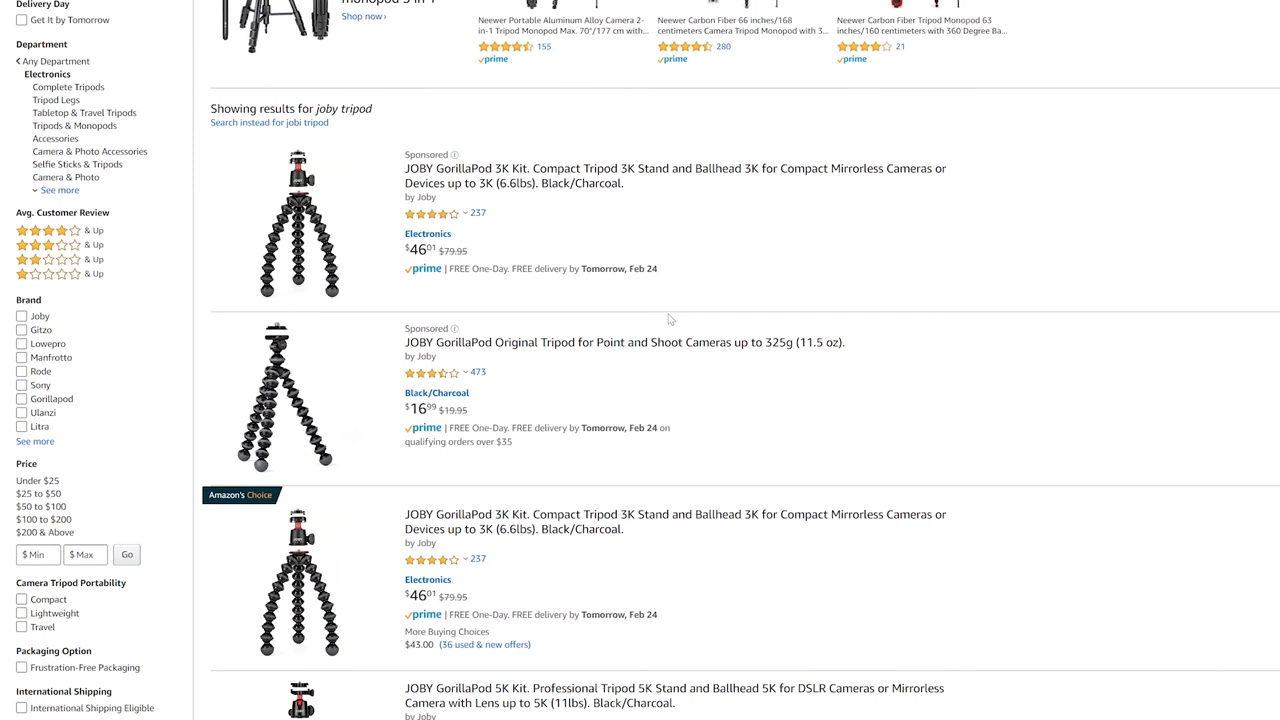 Delivery Day
Get It by Tomorrow
Department
Any Department
Electronics
Complete Tripods
Tripod Legs
Tabletop & Travel Tripods
Tripods & Monopods
Accessories
Camera & Photo Accessories
Selfie Sticks & Tripods
Camera & Photo
See more
Avg. Customer Review
& Up
& Up
& Up
& Up
Brand
Joby
Gitzo
Lowepro
Manfrotto
Rode
Sony
Gorillapod
Ulanzi
Litra
See more
Price
Under $25
$25 to $50
$50 to $100
$100 to $200
$200 & Above
$ Min $ Max Go
Camera Tripod Portability
Compact
Lightweight
Travel
Packaging Option
Frustration-Free Packaging
International Shipping
International Shipping Eligible
Shop now ›
Newer Portable Aluminum Alloy Camera 2-
in-1 Tripod Monopod Max. 70"/177 cm with...
155
prime
Neewer Carbon Fiber 66 inches/168
centimeters Camera Tripod Monopod with 3...
280
prime
Neewer Carbon Fiber Tripod Monopod 63
inches/160 centimeters with 360 Degree Ba...
21
prime
Showing results for joby tripod
Search instead for jobi tripod
Sponsored
JOBY GorillaPod 3K Kit. Compact Tripod 3K Stand and Ballhead 3K for Compact Mirrorless Cameras or
Devices up to 3K (6.6lbs). Black/Charcoal.
by Joby
237
Electronics
$4601 $79.95
prime | FREE One-Day. FREE delivery by Tomorrow, Feb 24
Sponsored
JOBY GorillaPod Original Tripod for Point and Shoot Cameras up to 325g (11.5 oz).
by Joby
473
Black/Charcoal
$1699 $19.95
prime | FREE One-Day. FREE delivery by Tomorrow, Feb 24 on
qualifying orders over $35
Amazon's Choice
JOBY GorillaPod 3K Kit. Compact Tripod 3K Stand and Ballhead 3K for Compact Mirrorless Cameras or
Devices up to 3K (6.6lbs). Black/Charcoal.
by Joby
237
Electronics
$4601 $79.95
prime | FREE One-Day. FREE delivery by Tomorrow, Feb 24
More Buying Choices
$43.00 (36 used & new offers)
JOBY GorillaPod 5K Kit. Professional Tripod 5K Stand and Ballhead 5K for DSLR Cameras or Mirrorless
Camera with Lens up to 5K (11lbs). Black/Charcoal.
by Joby